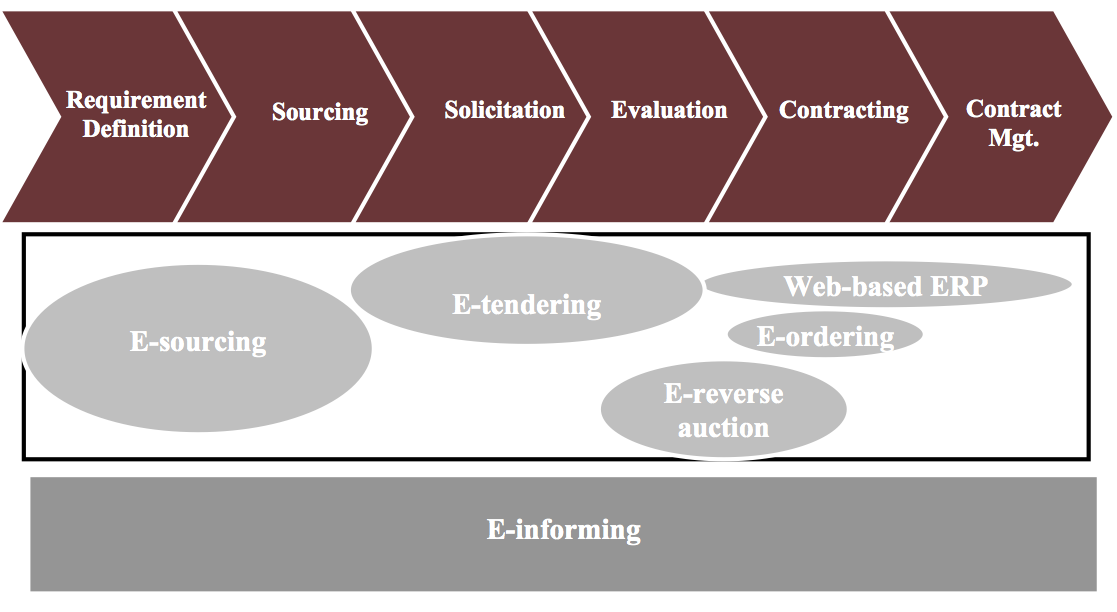 Requirement
Definition
Sourcing
Solicitation
Evaluation
Contracting
Contract
Mgt.
E-sourcing
E-tendering
Web-based ERP
E-ordering
E-reverse
auction
E-informing